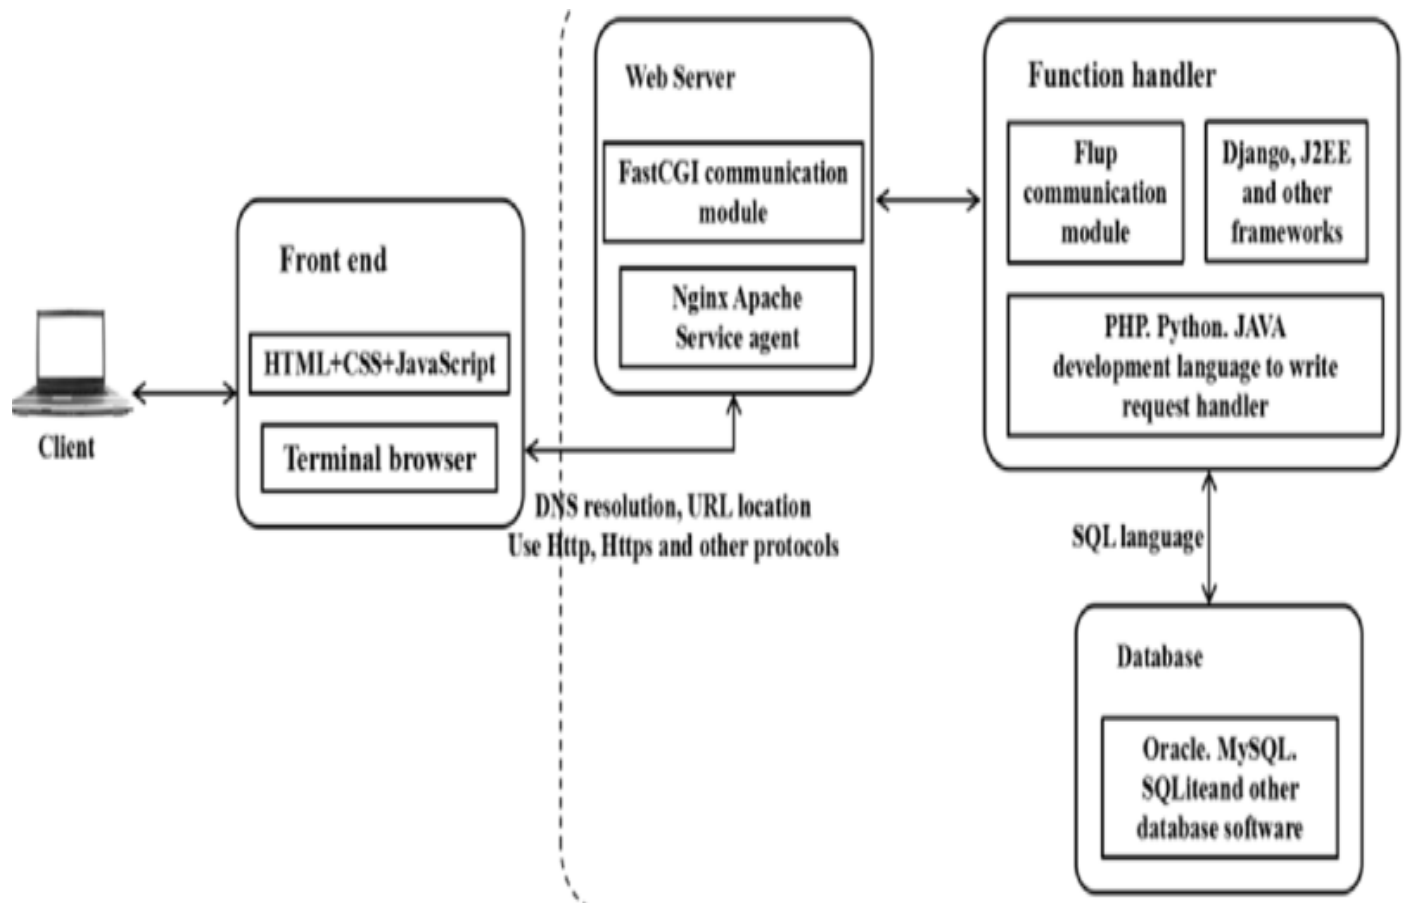 Client
Front end
HTML+CSS+JavaScript
Terminal browser
DNS resolution, URL location
Use Http, Https and other protocols
Web Server
FastCGI communication
module
Nginx Apache
Service agent
Function handler
Flup
communication
module
Django, J2EE
and other
frameworks
PHP. Python. JAVA
development language to write
request handler
SQL language
Database
Oracle. MySQL.
SQLiteand other
database software